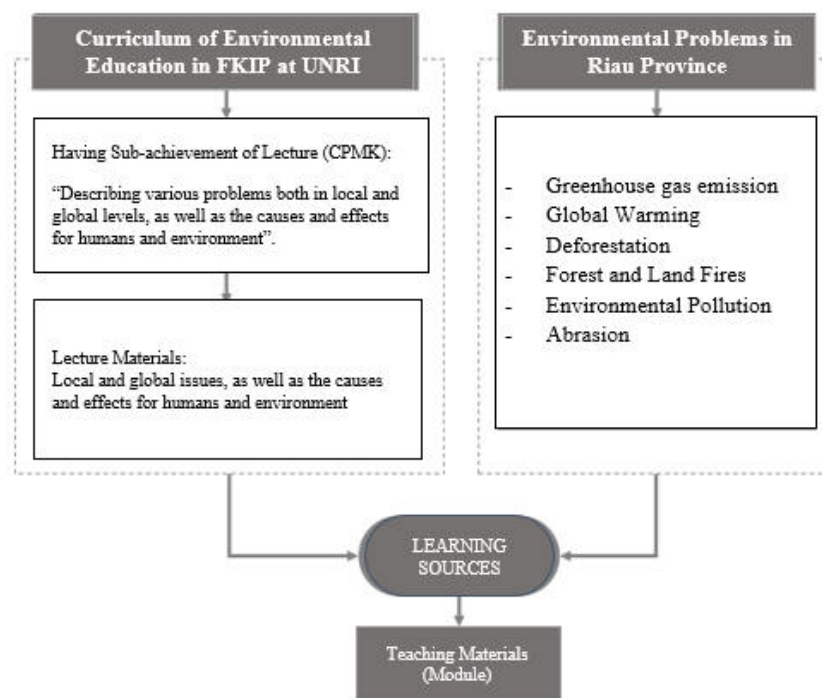 Curriculum of Environmental
Education in FKIP at UNRI
Having Sub-achievement of Lecture (CPMK):
“Describing various problems both in local and
global levels, as well as the causes and effects
for humans and environment”.
Lecture Materials:
Local and global issues, as well as the causes
and effects for humans and environment
Environmental Problems in
Riau Province
- Greenhouse gas emission
- Global Warming
- Deforestation
- Forest and Land Fires
- Environmental Pollution
- Abrasion
LEARNING
SOURCES
Teaching Materials
(Module)